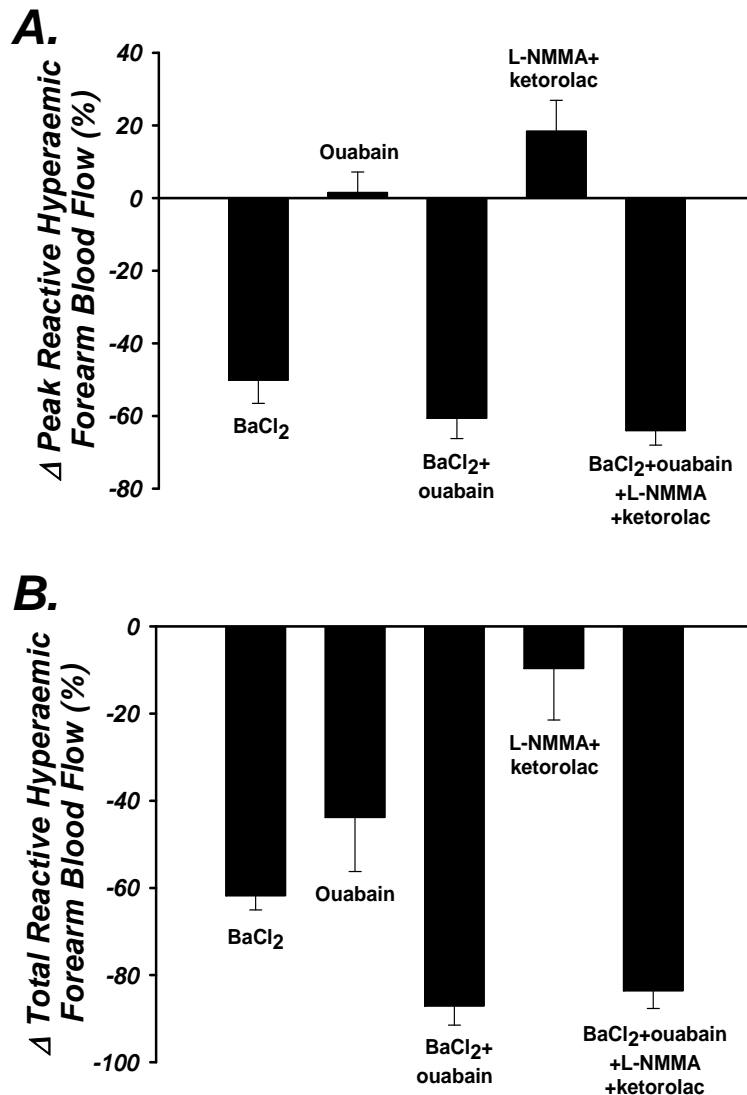 A.
Δ Peak Reactive Hyperaemic
Forearm Blood Flow (%)
40
20
0
-20
-40
-60
-80
BaCl2
Ouabain
BaCl2+
ouabain
L-NMMA+
ketorolac
BaCl2+ouabain
+L-NMMA
+ketorolac
B.
Δ Total Reactive Hyperaemic
Forearm Blood Flow (%)
0
-20
-40
-60
-80
-100
BaCl2
Ouabain
BaCl2+
ouabain
L-NMMA+
ketorolac
BaCl2+ouabain
+L-NMMA
+ketorolac